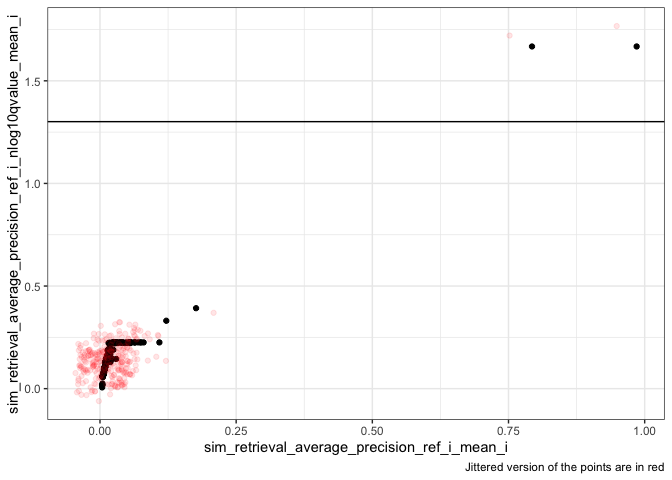 sim_retrieval_average_precision_ref_i_nlog10qvalue_mean_i
1.5
1.0
0.5
0.0
0.00 0.25 0.50 0.75 1.00
sim_retrieval_average_precision_ref_i_mean_i
Jittered version of the points are in red